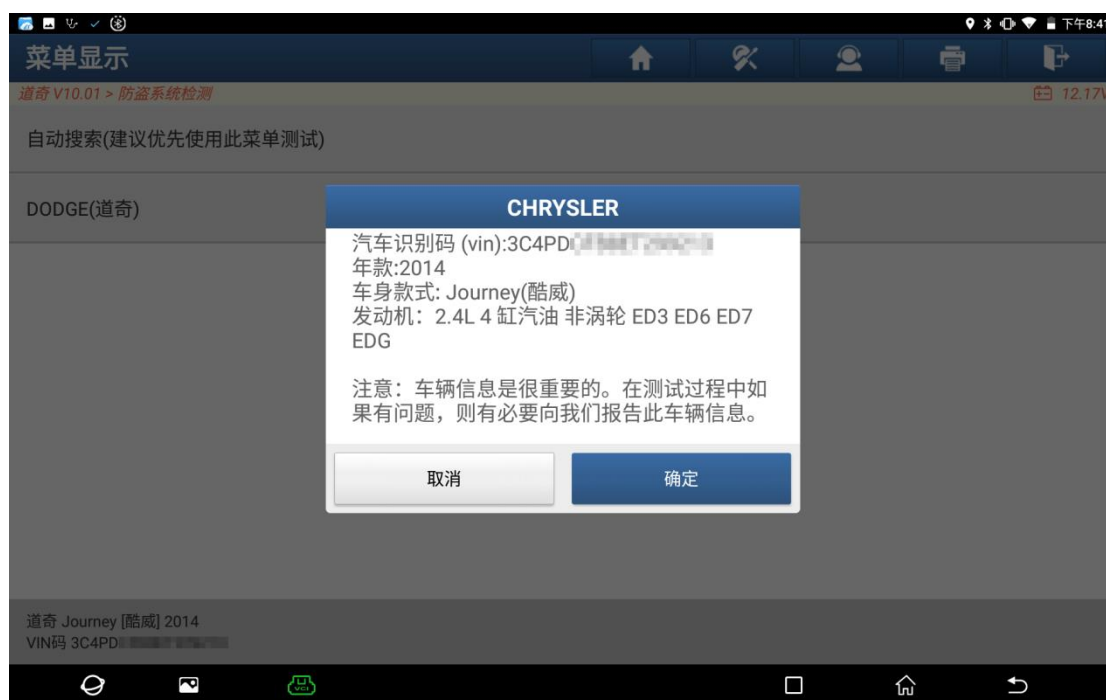 下午8:41
菜单显示
道奇 V10.01 > 防盗系统检测
12.17V
自动搜索(建议优先使用此菜单测试)
DODGE(道奇)
CHRYSLER
汽车识别码 (vin):3C4PD
年款:2014
车身款式: Journey(酷威)
发动机：2.4L 4 缸汽油 非涡轮 ED3 ED6 ED7
EDG
注意：车辆信息是很重要的。在测试过程中如
果有问题，则有必要向我们报告此车辆信息。
取消
确定
道奇 Journey [酷威] 2014
VIN码 3C4PD
VCI